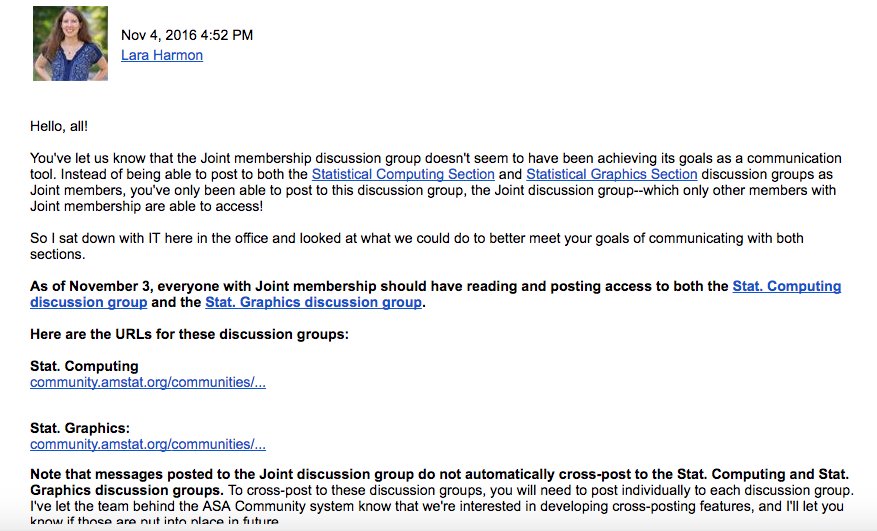 Nov 4, 2016 4:52 PM
Lara Harmon
Hello, all!
You've let us know that the Joint membership discussion group doesn't seem to have been achieving its goals as a communication
tool. Instead of being able to post to both the Statistical Computing Section and Statistical Graphics Section discussion groups as
Joint members, you've only been able to post to this discussion group, the Joint discussion group--which only other members with
Joint membership are able to access!
So I sat down with IT here in the office and looked at what we could do to better meet your goals of communicating with both
sections.
As of November 3, everyone with Joint membership should have reading and posting access to both the Stat. Computing
discussion group and the Stat. Graphics discussion group.
Here are the URLs for these discussion groups:
Stat. Computing
community.amstat.org/communities/...
Stat. Graphics:
community.amstat.org/communities/...
Note that messages posted to the Joint discussion group do not automatically cross-post to the Stat. Computing and Stat.
Graphics discussion groups. To cross-post to these discussion groups, you will need to post individually to each discussion group.
I've let the team behind the ASA Community system know that we're interested in developing cross-posting features, and I'll let you
know if those are put into place in future.